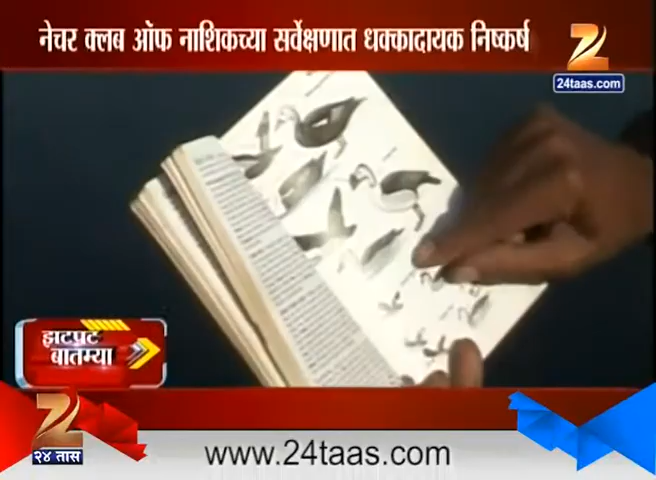 नेचर क्लब ऑफ नाशिकच्या सर्वेक्षणात धक्कादायक निष्कर्ष
24taas.com
झटपट
बातम्या
२४ तास
www.24taas.com